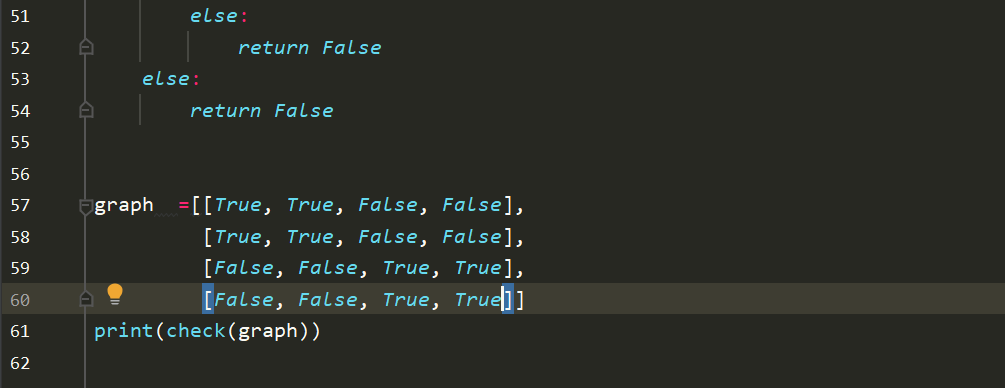 51 else:
52 return False
53 else:
54 return False
55
56
57 graph  =[[True, True, False, False],
58 [True, True, False, False],
59 [False, False, True, True],
60 [False, False, True, True]]
61 print(check(graph))
62